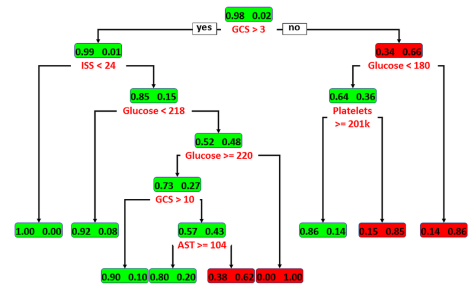 0.98 0.02
yes GCS > 3 no
0.99 0.01
ISS < 24
0.34 0.66
Glucose < 180
0.85 0.15
Glucose < 218
0.64 0.36
Platelets
>= 201k
0.52 0.48
Glucose >= 220
0.73 0.27
GCS > 10
0.57 0.43
AST >= 104
1.00 0.00
0.92 0.08
0.86 0.14
0.15 0.85
0.14 0.86
0.90 0.10
0.80 0.20
0.38 0.62
0.00 1.00